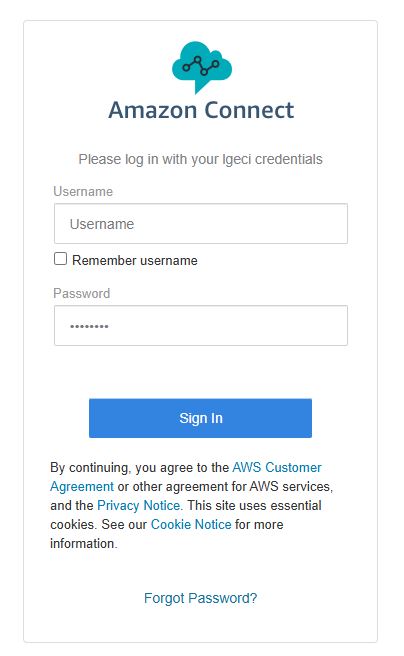 Amazon Connect
Please log in with your lgeci credentials
Username
Username
Remember username
Password
••••••••
Sign In
By continuing, you agree to the AWS Customer
Agreement or other agreement for AWS services,
and the Privacy Notice. This site uses essential
cookies. See our Cookie Notice for more
information.
Forgot Password?